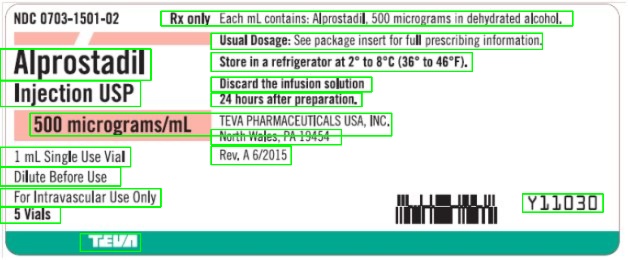 NDC 0703-1501-02
Rx only Each mL contains: Alprostadil, 500 micrograms in dehydrated alcohol.
Usual Dosage: See package insert for full prescribing information.
Alprostadil
Store in a refrigerator at 2° to 8°C (36° to 46°F).
Injection USP
Discard the infusion solution
24 hours after preparation.
500 micrograms/mL
TEVA PHARMACEUTICALS USA, INC.
North Wales, PA 19454
1 mL Single Use Vial
Rev. A 6/2015
Dilute Before Use
For Intravascular Use Only
5 Vials
Y11030
TEVA